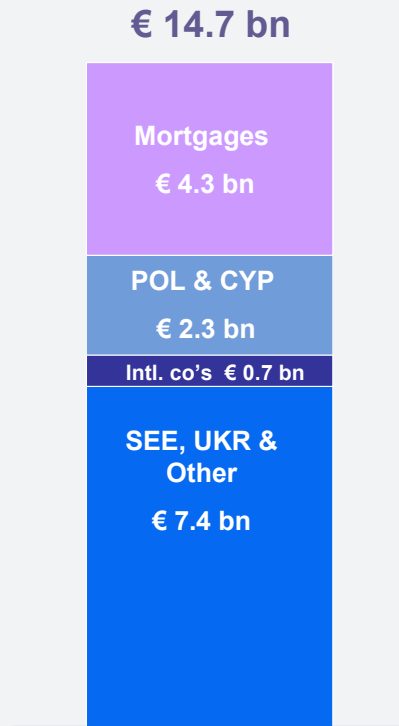 € 14.7 bn
Mortgages
€ 4.3 bn
POL & CYP
€ 2.3 bn
Intl. co’s € 0.7 bn
SEE, UKR &
Other
€ 7.4 bn